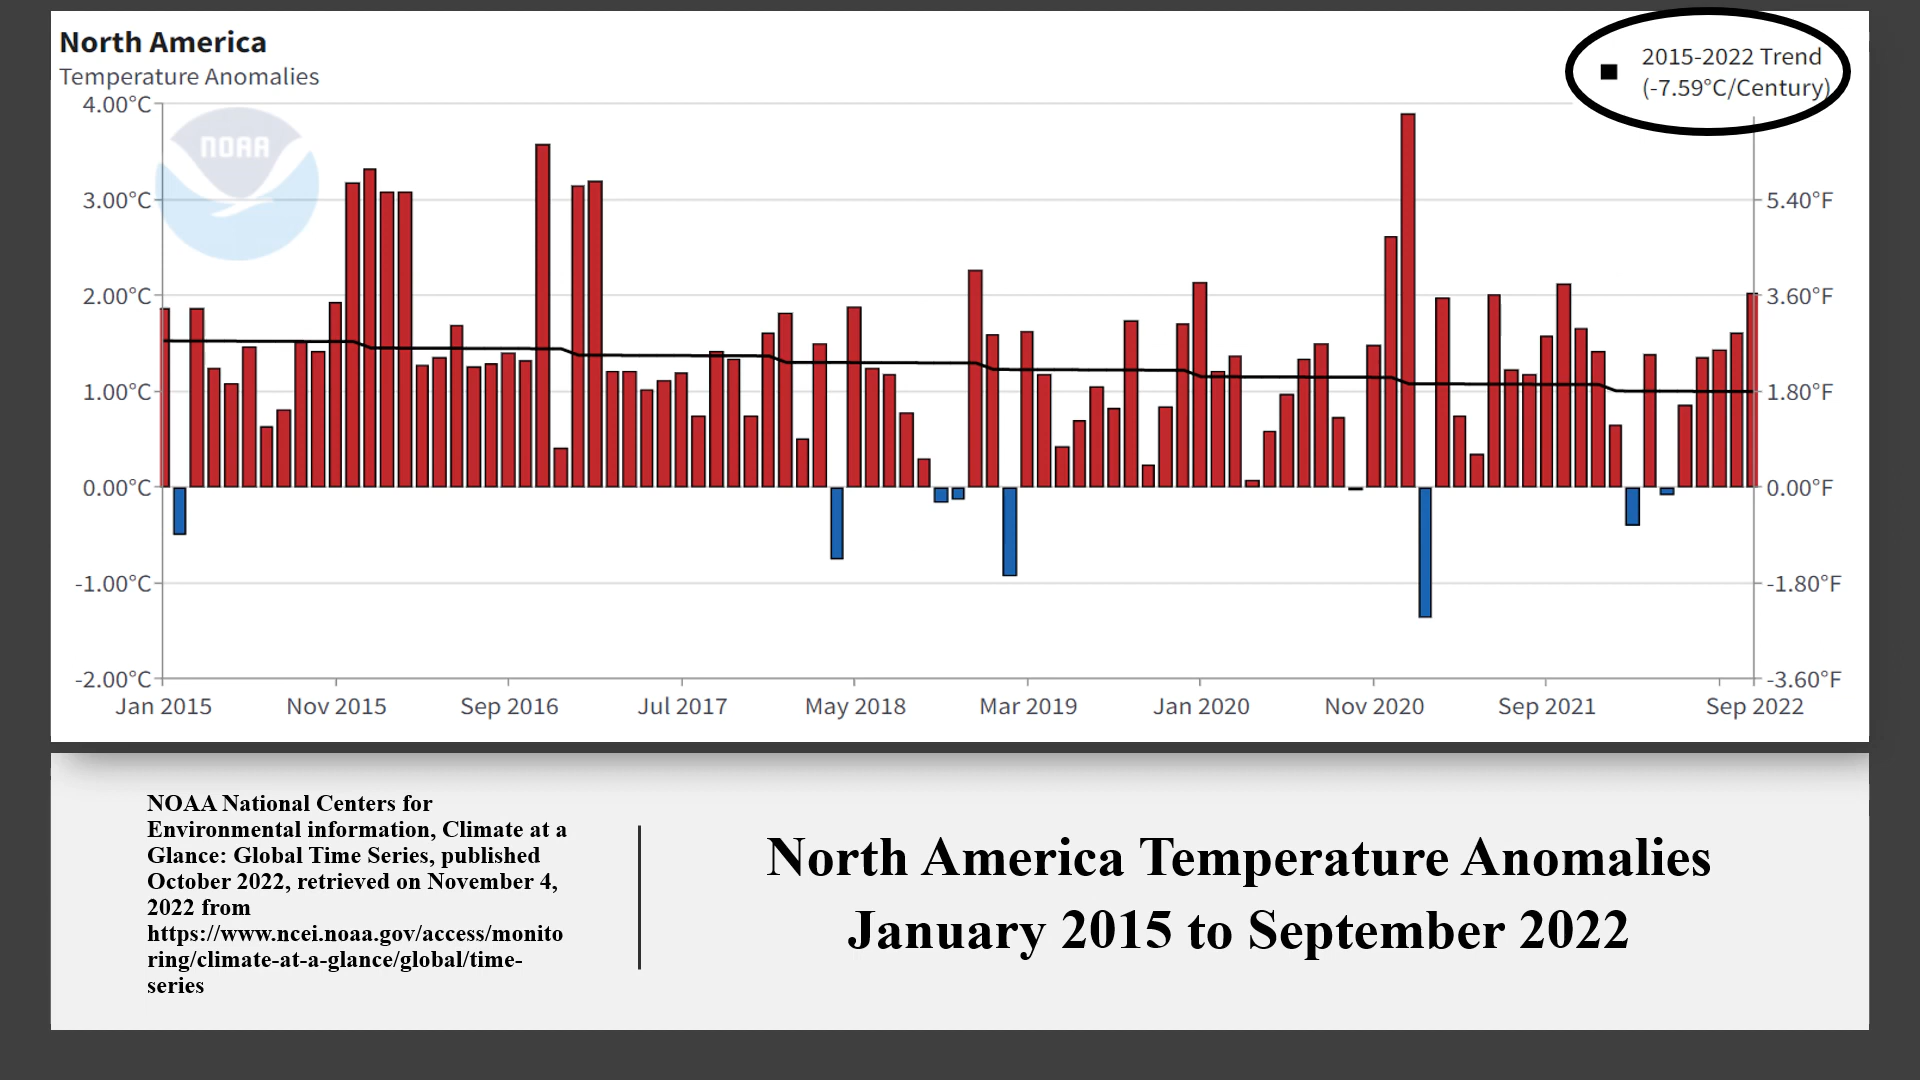 North America
Temperature Anomalies
2015-2022 Trend
(-7.59°C/Century)
NOAA
4.00°C
3.00°C
2.00°C
1.00°C
0.00°C
-1.00°C
-2.00°C
5.40°F
3.60°F
1.80°F
0.00°F
-1.80°F
-3.60°F
Jan 2015 Nov 2015 Sep 2016 Jul 2017 May 2018 Mar 2019 Jan 2020 Nov 2020 Sep 2021 Sep 2022
NOAA National Centers for
Environmental information, Climate at a
Glance: Global Time Series, published
October 2022, retrieved on November 4,
2022 from
https://www.ncei.noaa.gov/access/monito
ring/climate-at-a-glance/global/time-
series
North America Temperature Anomalies
January 2015 to September 2022